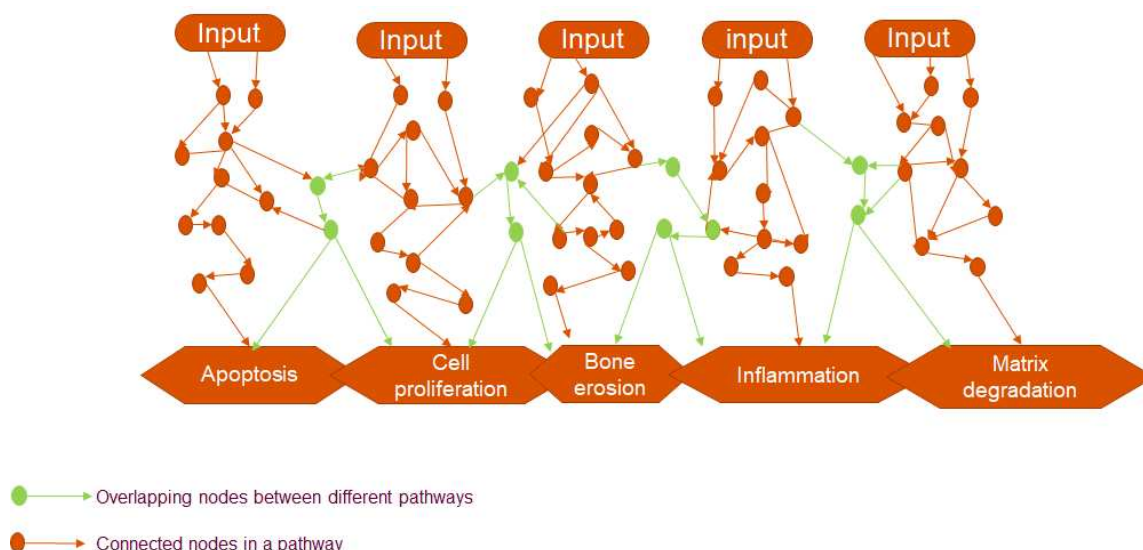 Input
Input
Input
input
Input
Apoptosis
Cell
proliferation
Bone
erosion
Inflammation
Matrix
degradation
Overlapping nodes between different pathways
Connected nodes in a pathway